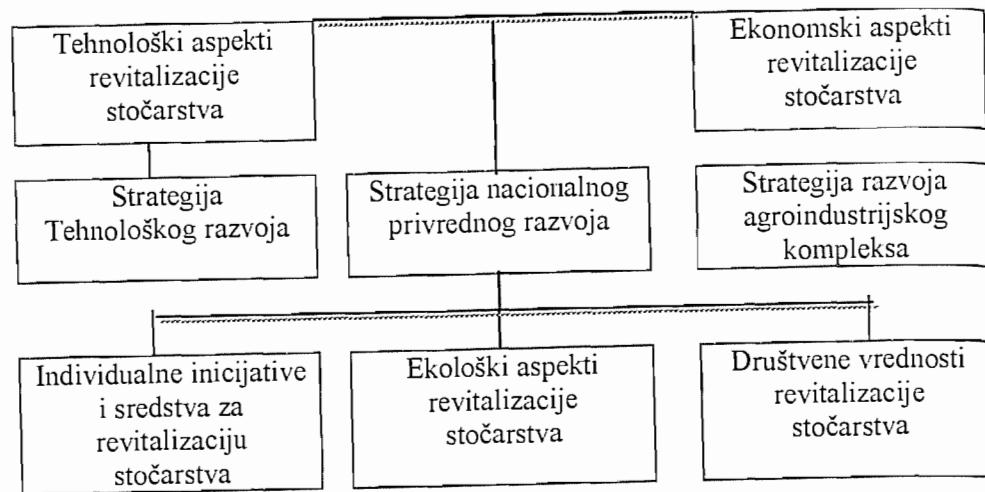 Tehnološki aspekti
revitalizacije
stočarstva
Ekonomski aspekti
revitalizacije
stočarstva
Strategija
Tehnološkog razvoja
Strategija nacionalnog
privrednog razvoja
Strategija razvoja
agroindustrijskog
kompleksa
Individualne inicijative
i sredstva za
revitalizaciju
stočarstva
Ekološki aspekti
revitalizacije
stočarstva
Društvene vrednosti
revitalizacije
stočarstva